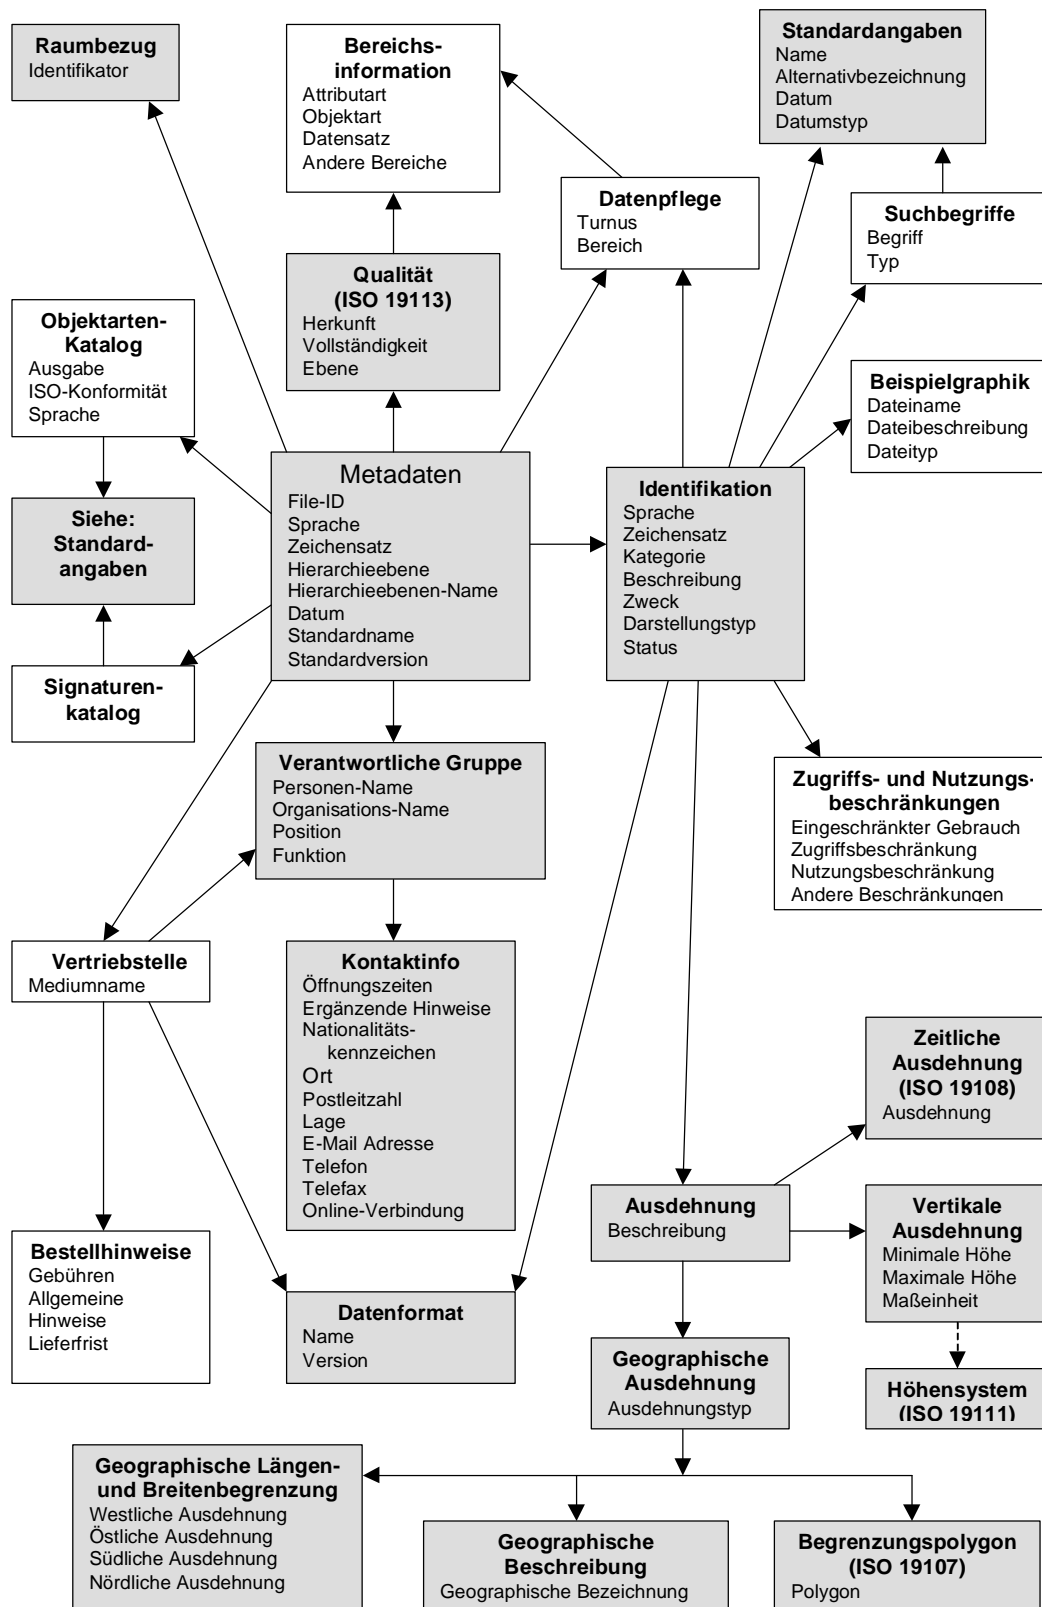 Raumbezug
Identifikator
Bereichs-
information
Attributart
Objektart
Datensatz
Andere Bereiche
Standardangaben
Name
Alternativbezeichnung
Datum
Datumstyp
Datenpflege
Turnus
Bereich
Suchbegriffe
Begriff
Typ
Qualität
(ISO 19113)
Herkunft
Vollständigkeit
Ebene
Objektarten-
Katalog
Ausgabe
ISO-Konformität
Sprache
Beispielgraphik
Dateiname
Dateibeschreibung
Dateityp
Metadaten
File-ID
Sprache
Zeichensatz
Hierarchieebene
Hierarchieebenen-Name
Datum
Standardname
Standardversion
Identifikation
Sprache
Zeichensatz
Kategorie
Beschreibung
Zweck
Darstellungstyp
Status
Siehe:
Standard-
angaben
Signaturen-
katalog
Verantwortliche Gruppe
Personen-Name
Organisations-Name
Position
Funktion
Zugriffs- und Nutzungs-
beschränkungen
Eingeschränkter Gebrauch
Zugriffsbeschränkung
Nutzungsbeschränkung
Andere Beschränkungen
Vertriebstelle
Mediumname
Kontaktinfo
Öffnungszeiten
Ergänzende Hinweise
Nationalitäts-
kennzeichen
Ort
Postleitzahl
Lage
E-Mail Adresse
Telefon
Telefax
Online-Verbindung
Zeitliche
Ausdehnung
(ISO 19108)
Ausdehnung
Ausdehnung
Beschreibung
Vertikale
Ausdehnung
Minimale Höhe
Maximale Höhe
Maßeinheit
Bestellhinweise
Gebühren
Allgemeine
Hinweise
Lieferfrist
Datenformat
Name
Version
Geographische
Ausdehnung
Ausdehnungstyp
Höhensystem
(ISO 19111)
Geographische Längen-
und Breitenbegrenzung
Westliche Ausdehnung
Östliche Ausdehnung
Südliche Ausdehnung
Nördliche Ausdehnung
Geographische
Beschreibung
Geographische Bezeichnung
Begrenzungspolygon
(ISO 19107)
Polygon